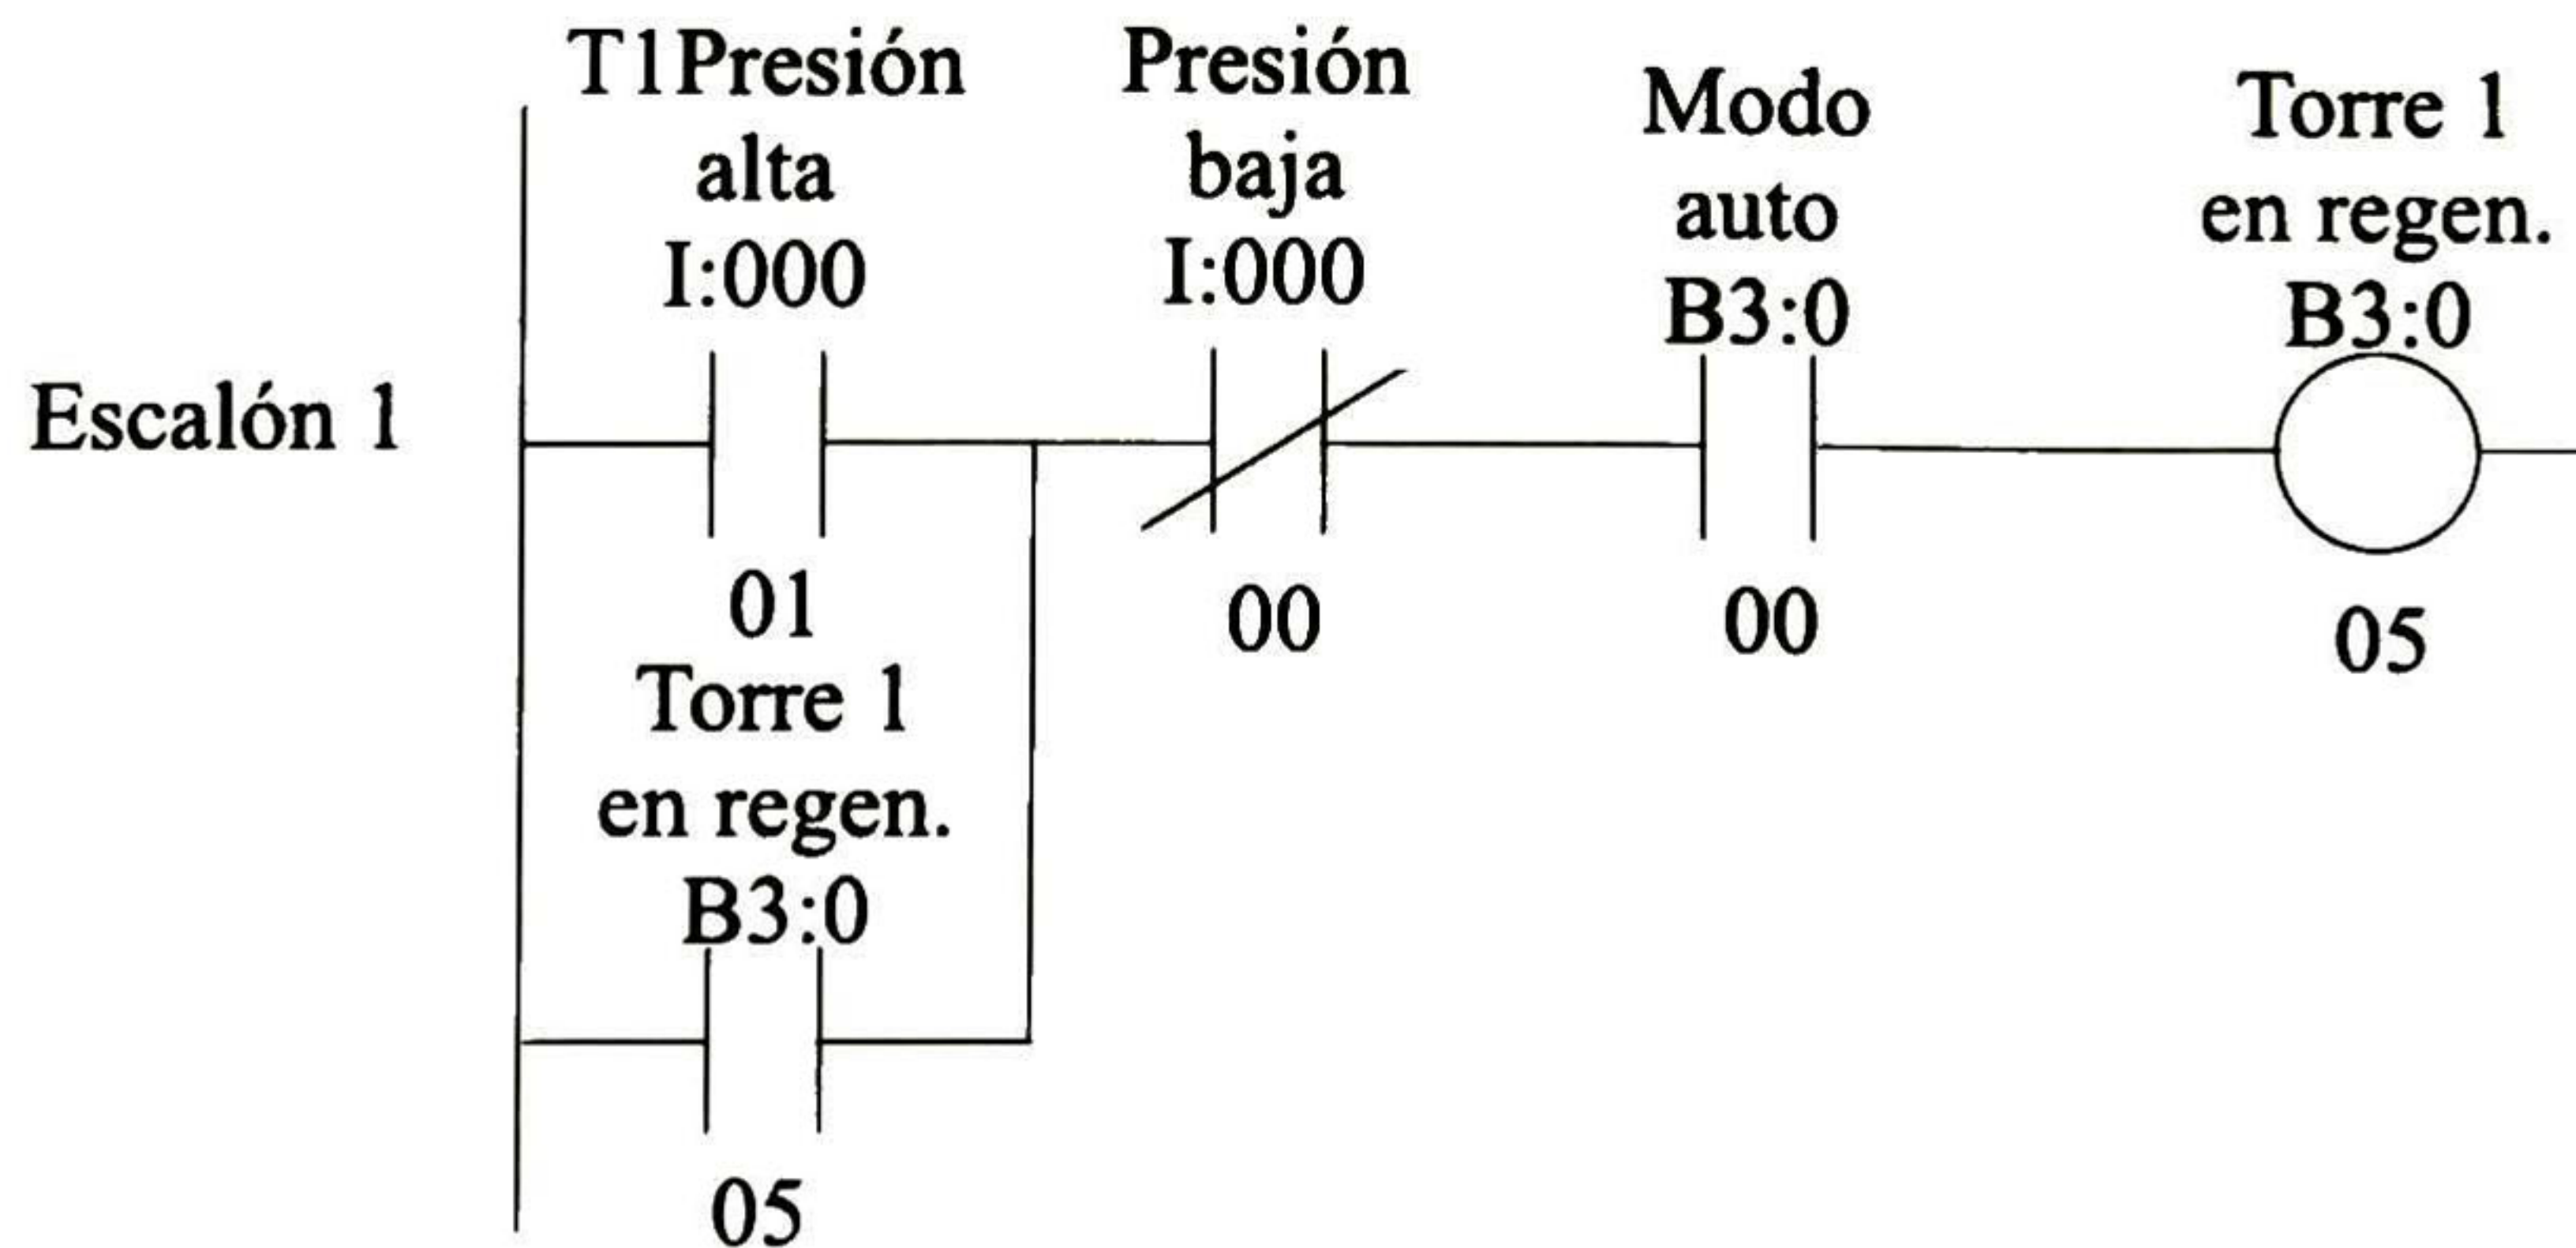 T1Presión
alta
I:000
Presión
baja
I:000
Modo
auto
B3:0
Torre 1
en regen.
B3:0
Escalón 1
01
00
00
05
Torre 1
en regen.
B3:0
05